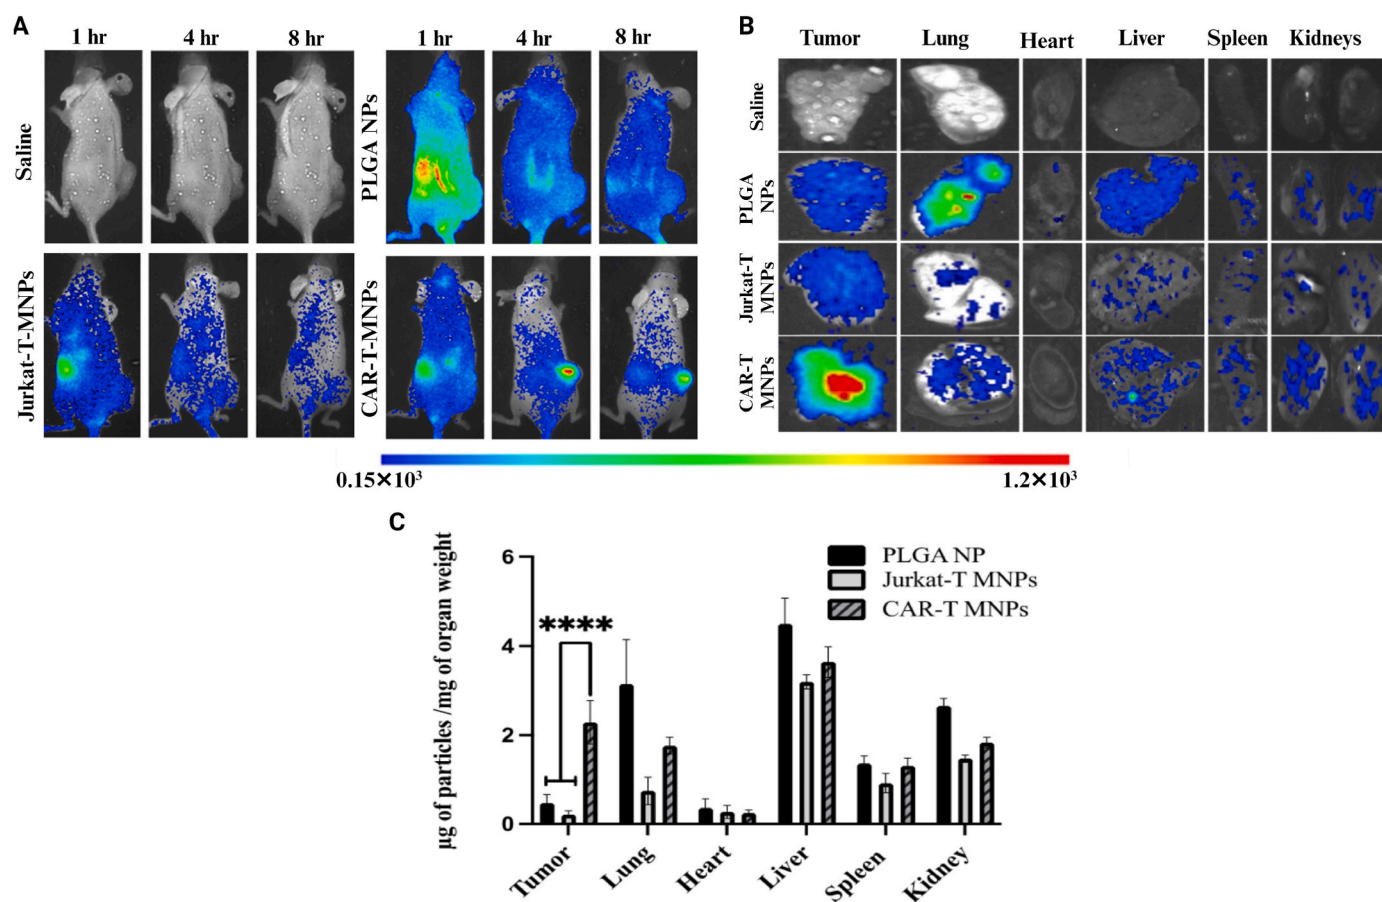 A
1 hr 4 hr 8 hr
1 hr 4 hr 8 hr
Saline
PLGA NPs
Jurkat-T-MNPs
CAR-T-MNPs
B
Tumor Lung Heart Liver Spleen Kidneys
Saline
PLGA
NPs
Jurkat-T
MNPs
CAR-T
MNPs
0.15×10³ 1.2×10³
C
µg of particles /mg of organ weight
6
4
2
0
****
PLGA NP
Jurkat-T MNPs
CAR-T MNPs
Tumor Lung Heart Liver Spleen Kidney